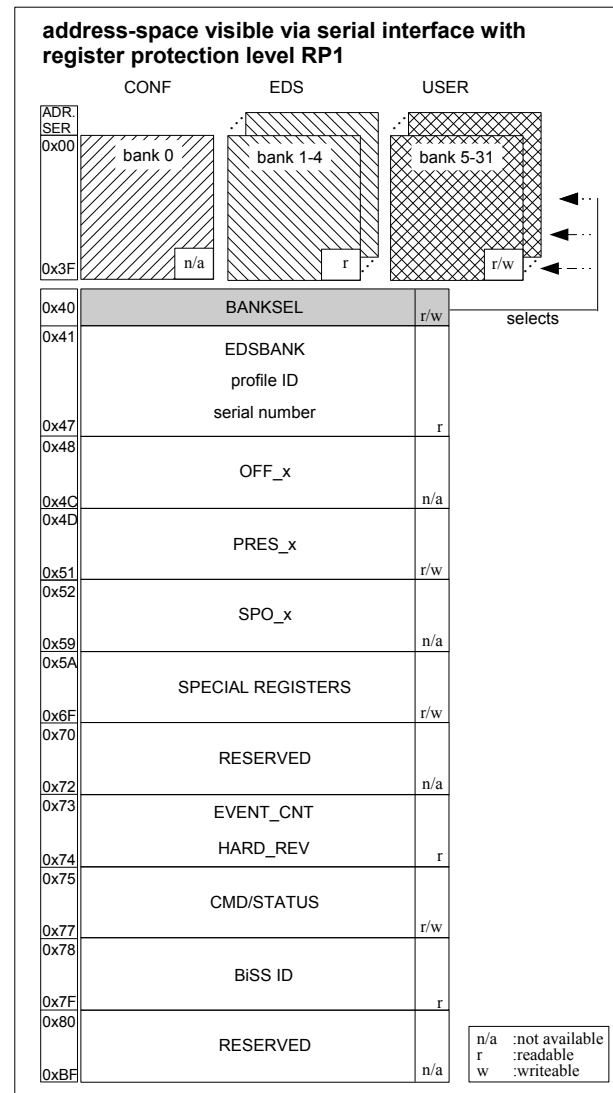 address-space visible via serial interface with
register protection level RP1
CONF EDS USER
ADR.
SER
0x00
bank 0 bank 1-4 bank 5-31
n/a r r/w
0x3F
0x40 BANKSEL r/w
selects
0x41
EDSBANK
profile ID
serial number
0x47 r
0x48
OFF_x
0x4C n/a
0x4D
PRES_x
0x51 r/w
0x52
SPO_x
0x59 n/a
0x5A
SPECIAL REGISTERS
0x6F r/w
0x70
RESERVED
0x72 n/a
0x73
EVENT_CNT
HARD_REV
0x74 r
0x75
CMD/STATUS
0x77 r/w
0x78
BiSS ID
0x7F r
0x80
RESERVED
0xBF n/a
n/a :not available
r :readable
w :writeable